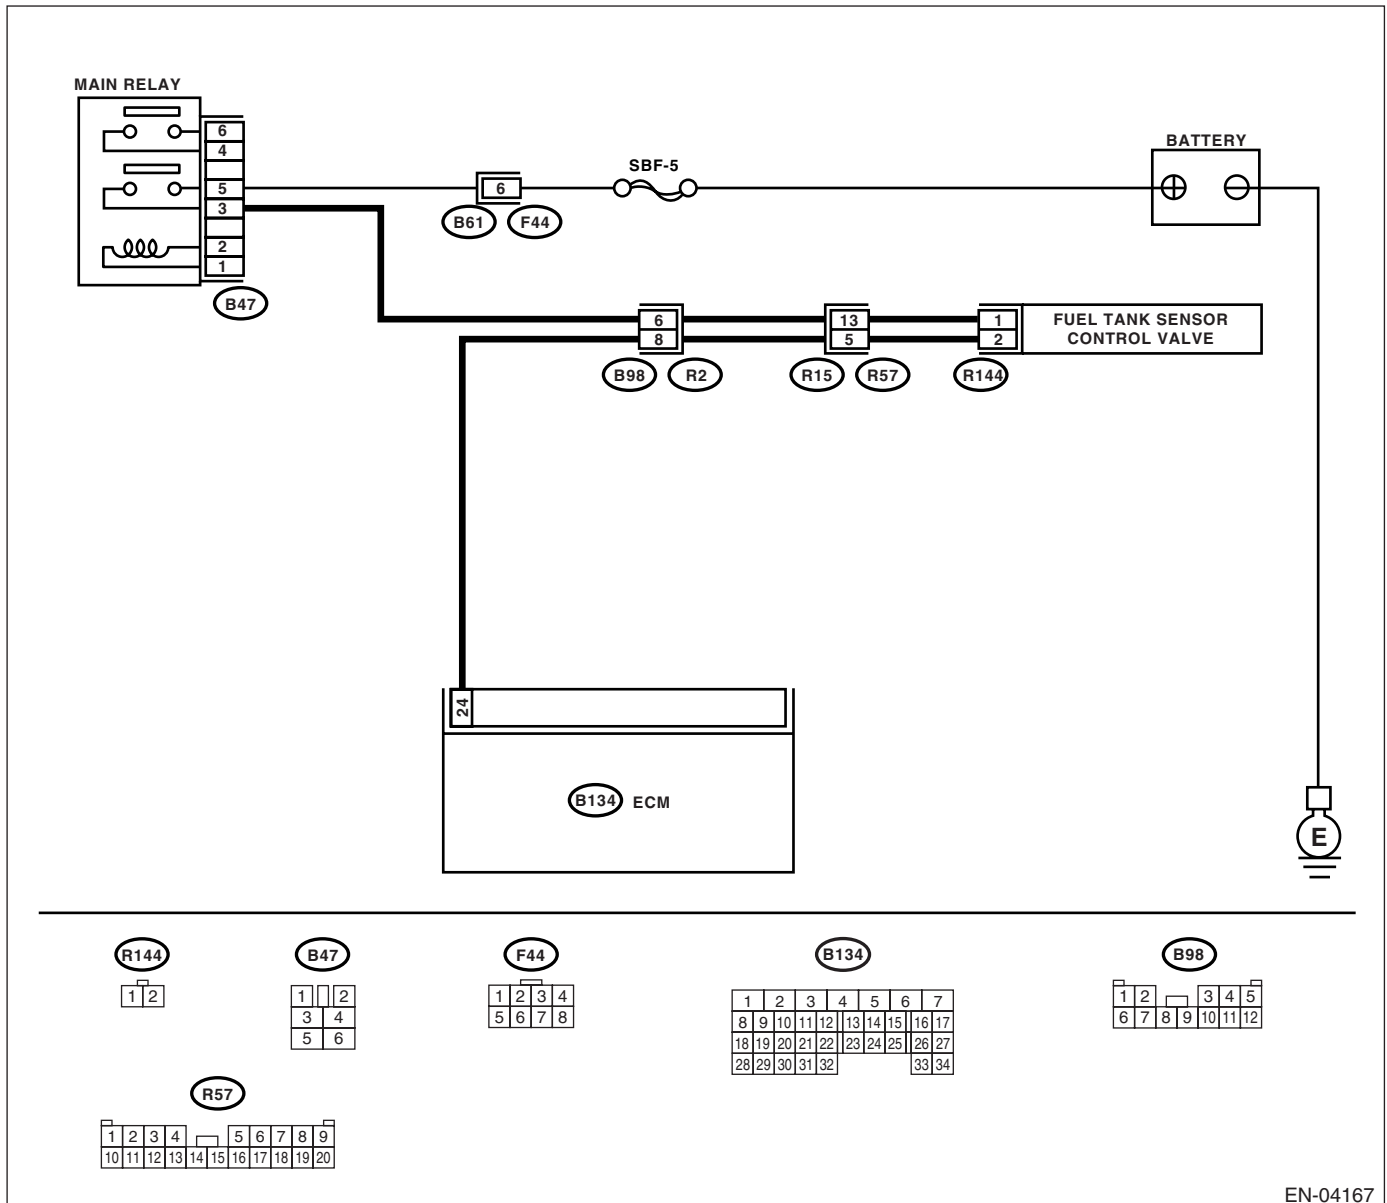 MAIN RELAY
6
4
5
3
2
1
B47
6
B61 F44
SBF-5
BATTERY
6
8
B98 R2
13
5
R15 R57
1
2
R144
FUEL TANK SENSOR
CONTROL VALVE
24
B134 ECM
E
R144
1 2
B47
1 2
3 4
5 6
F44
1 2 3 4
5 6 7 8
B134
1 2 3 4 5 6 7
8 9 10 11 12 13 14 15 16 17
18 19 20 21 22 23 24 25 26 27
28 29 30 31 32 33 34
B98
1 2 3 4 5
6 7 8 9 10 11 12
R57
1 2 3 4 5 6 7 8 9
10 11 12 13 14 15 16 17 18 19 20
EN-04167